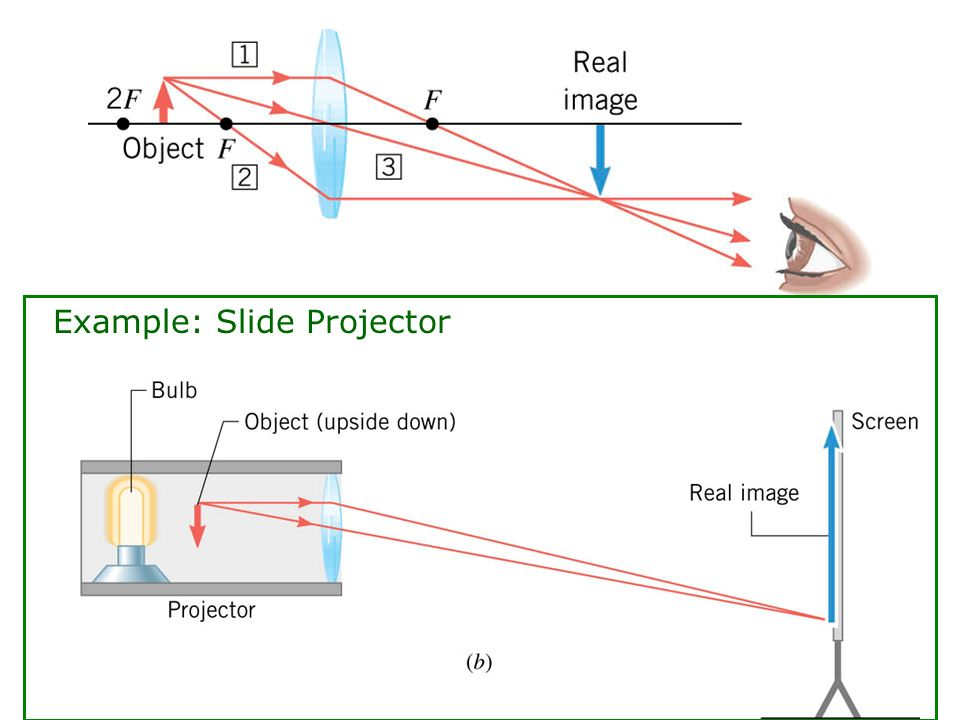 1
Real
image
2F
F
Object
F
2
3
Example: Slide Projector
Bulb
Object (upside down)
Screen
Real image
Projector
(b)